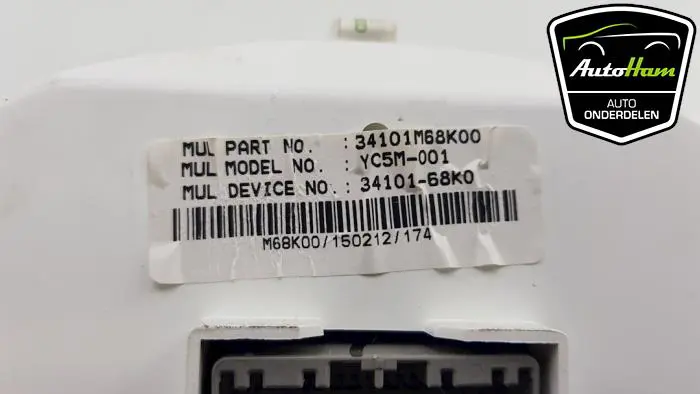 AutoHam
AUTO
ONDERDELEN
MUL PART NO. : 34101M68K00
MUL MODEL NO. : YC5M-001
MUL DEVICE NO. : 34101-68K0
M68K00/150212/174